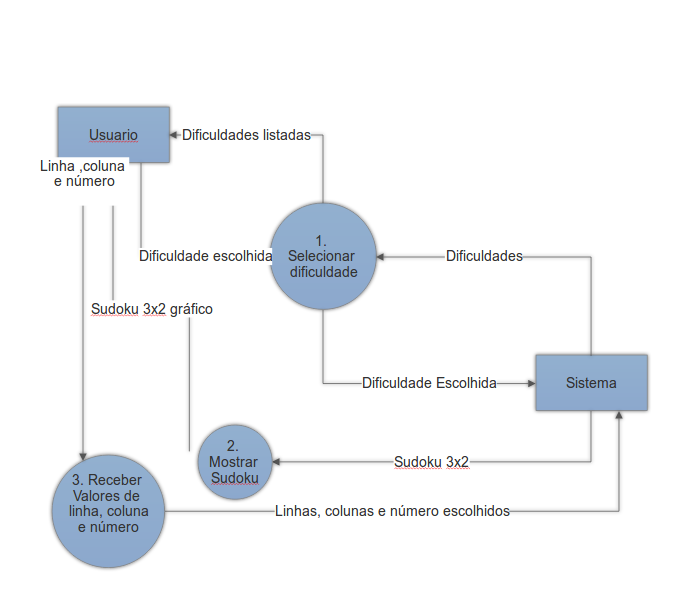 Usuario
Dificuldades listadas
Linha ,coluna
e número
1.
Selecionar
dificuldade
Dificuldade escolhida
Dificuldades
Sudoku 3x2 gráfico
Dificuldade Escolhida
Sistema
2.
Mostrar
Sudoku
Sudoku 3x2
3. Receber
Valores de
linha, coluna
e número
Linhas, colunas e número escolhidos